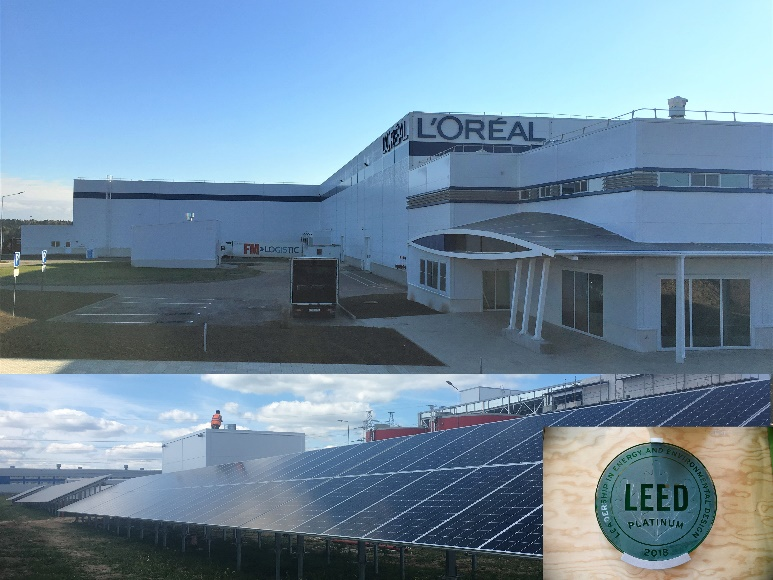 L'ORÉAL
L'ORÉAL
FM LOGISTIC
LEADERSHIP IN ENERGY AND ENVIRONMENTAL DESIGN
LEED
PLATINUM
2018